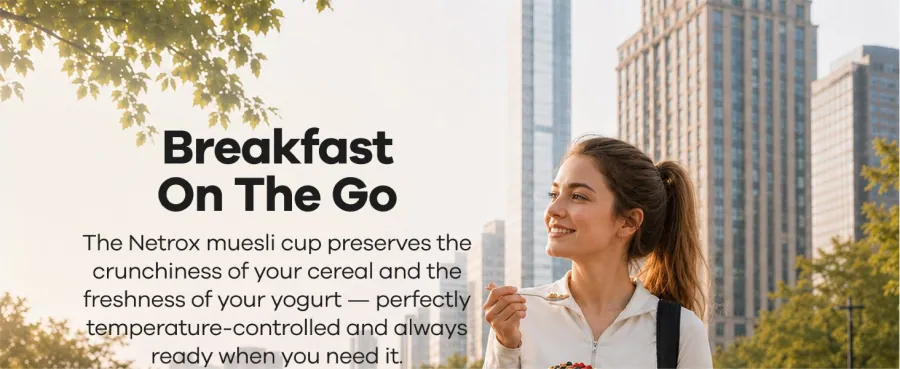 Breakfast
On The Go
The Netrox muesli cup preserves the
crunchiness of your cereal and the
freshness of your yogurt — perfectly
temperature-controlled and always
ready when you need it.